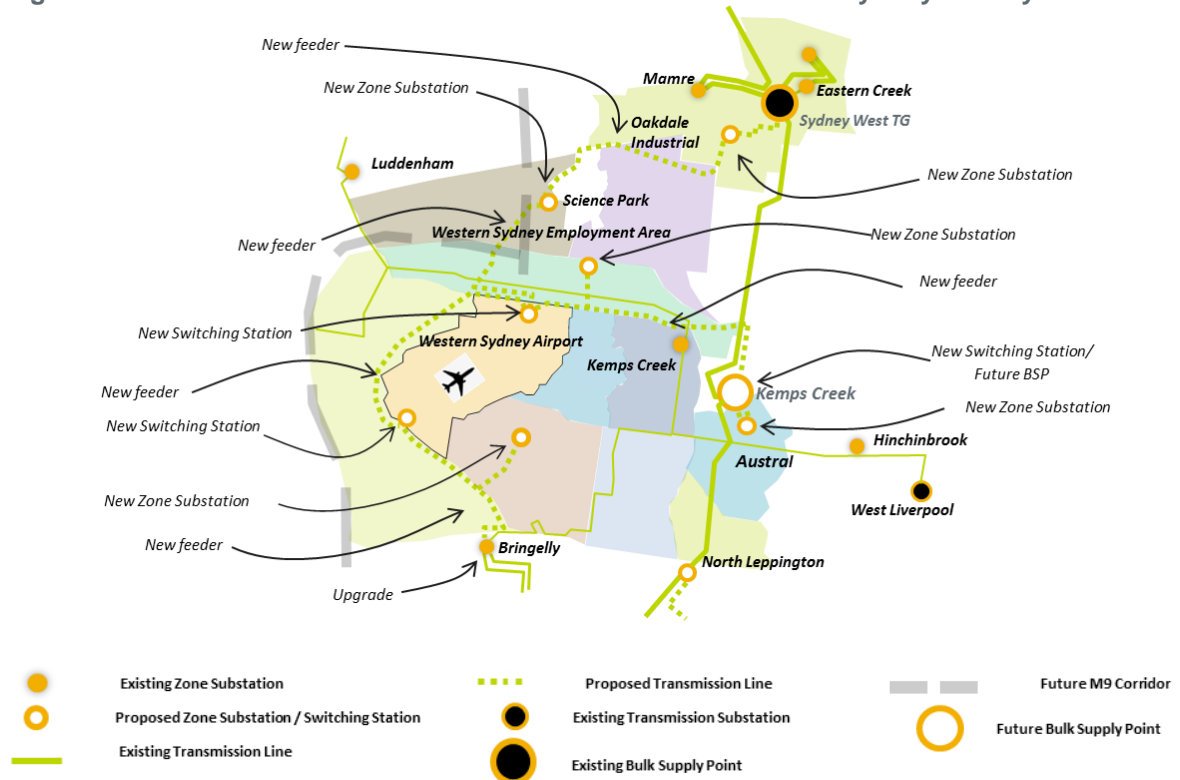 New feeder
New Zone Substation
Mamre
Eastern Creek
Sydney West TG
Oakdale
Industrial
Luddenham
New Zone Substation
Science Park
Western Sydney Employment Area
New feeder
New Zone Substation
New feeder
New Switching Station
Western Sydney Airport
Kemps Creek
New Switching Station/
Future BSP
Kemps Creek
New feeder
New Zone Substation
New Switching Station
Hinchinbrook
Austral
New Zone Substation
West Liverpool
New feeder
Bringelly
North Leppington
Upgrade
Existing Zone Substation
Proposed Transmission Line
Future M9 Corridor
Proposed Zone Substation / Switching Station
Existing Transmission Substation
Future Bulk Supply Point
Existing Transmission Line
Existing Bulk Supply Point